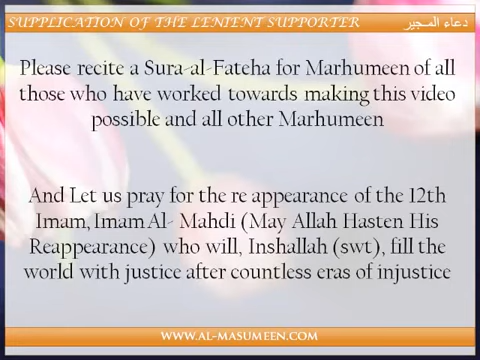 SUPPLICATION OF THE LENIENT SUPPORTER دعاء المجير
Please recite a Sura-al-Fateha for Marhumeen of all
those who have worked towards making this video
possible and all other Marhumeen
And Let us pray for the re appearance of the 12th
Imam, Imam Al- Mahdi (May Allah Hasten His
Reappearance) who will, Inshallah (swt), fill the
world with justice after countless eras of injustice
WWW.AL-MASUMEEN.COM